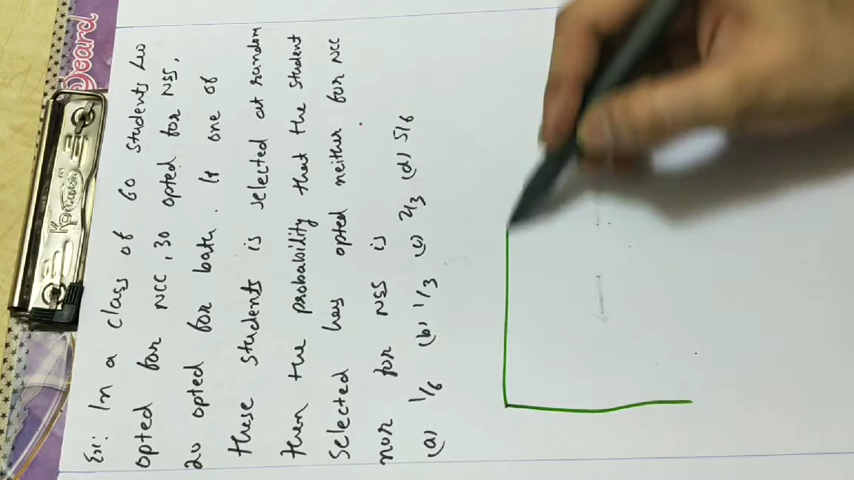 Board
Kp
Ex: In a class of 60 students 40
opted for NCC, 30 opted for NSS,
20 opted for both. If one of
these students is selected at random
then the probability that the student
selected has opted neither for NCC
nor for NSS is
(a) 1/6 (b) 1/3 (c) 2/3 (d) 5/6